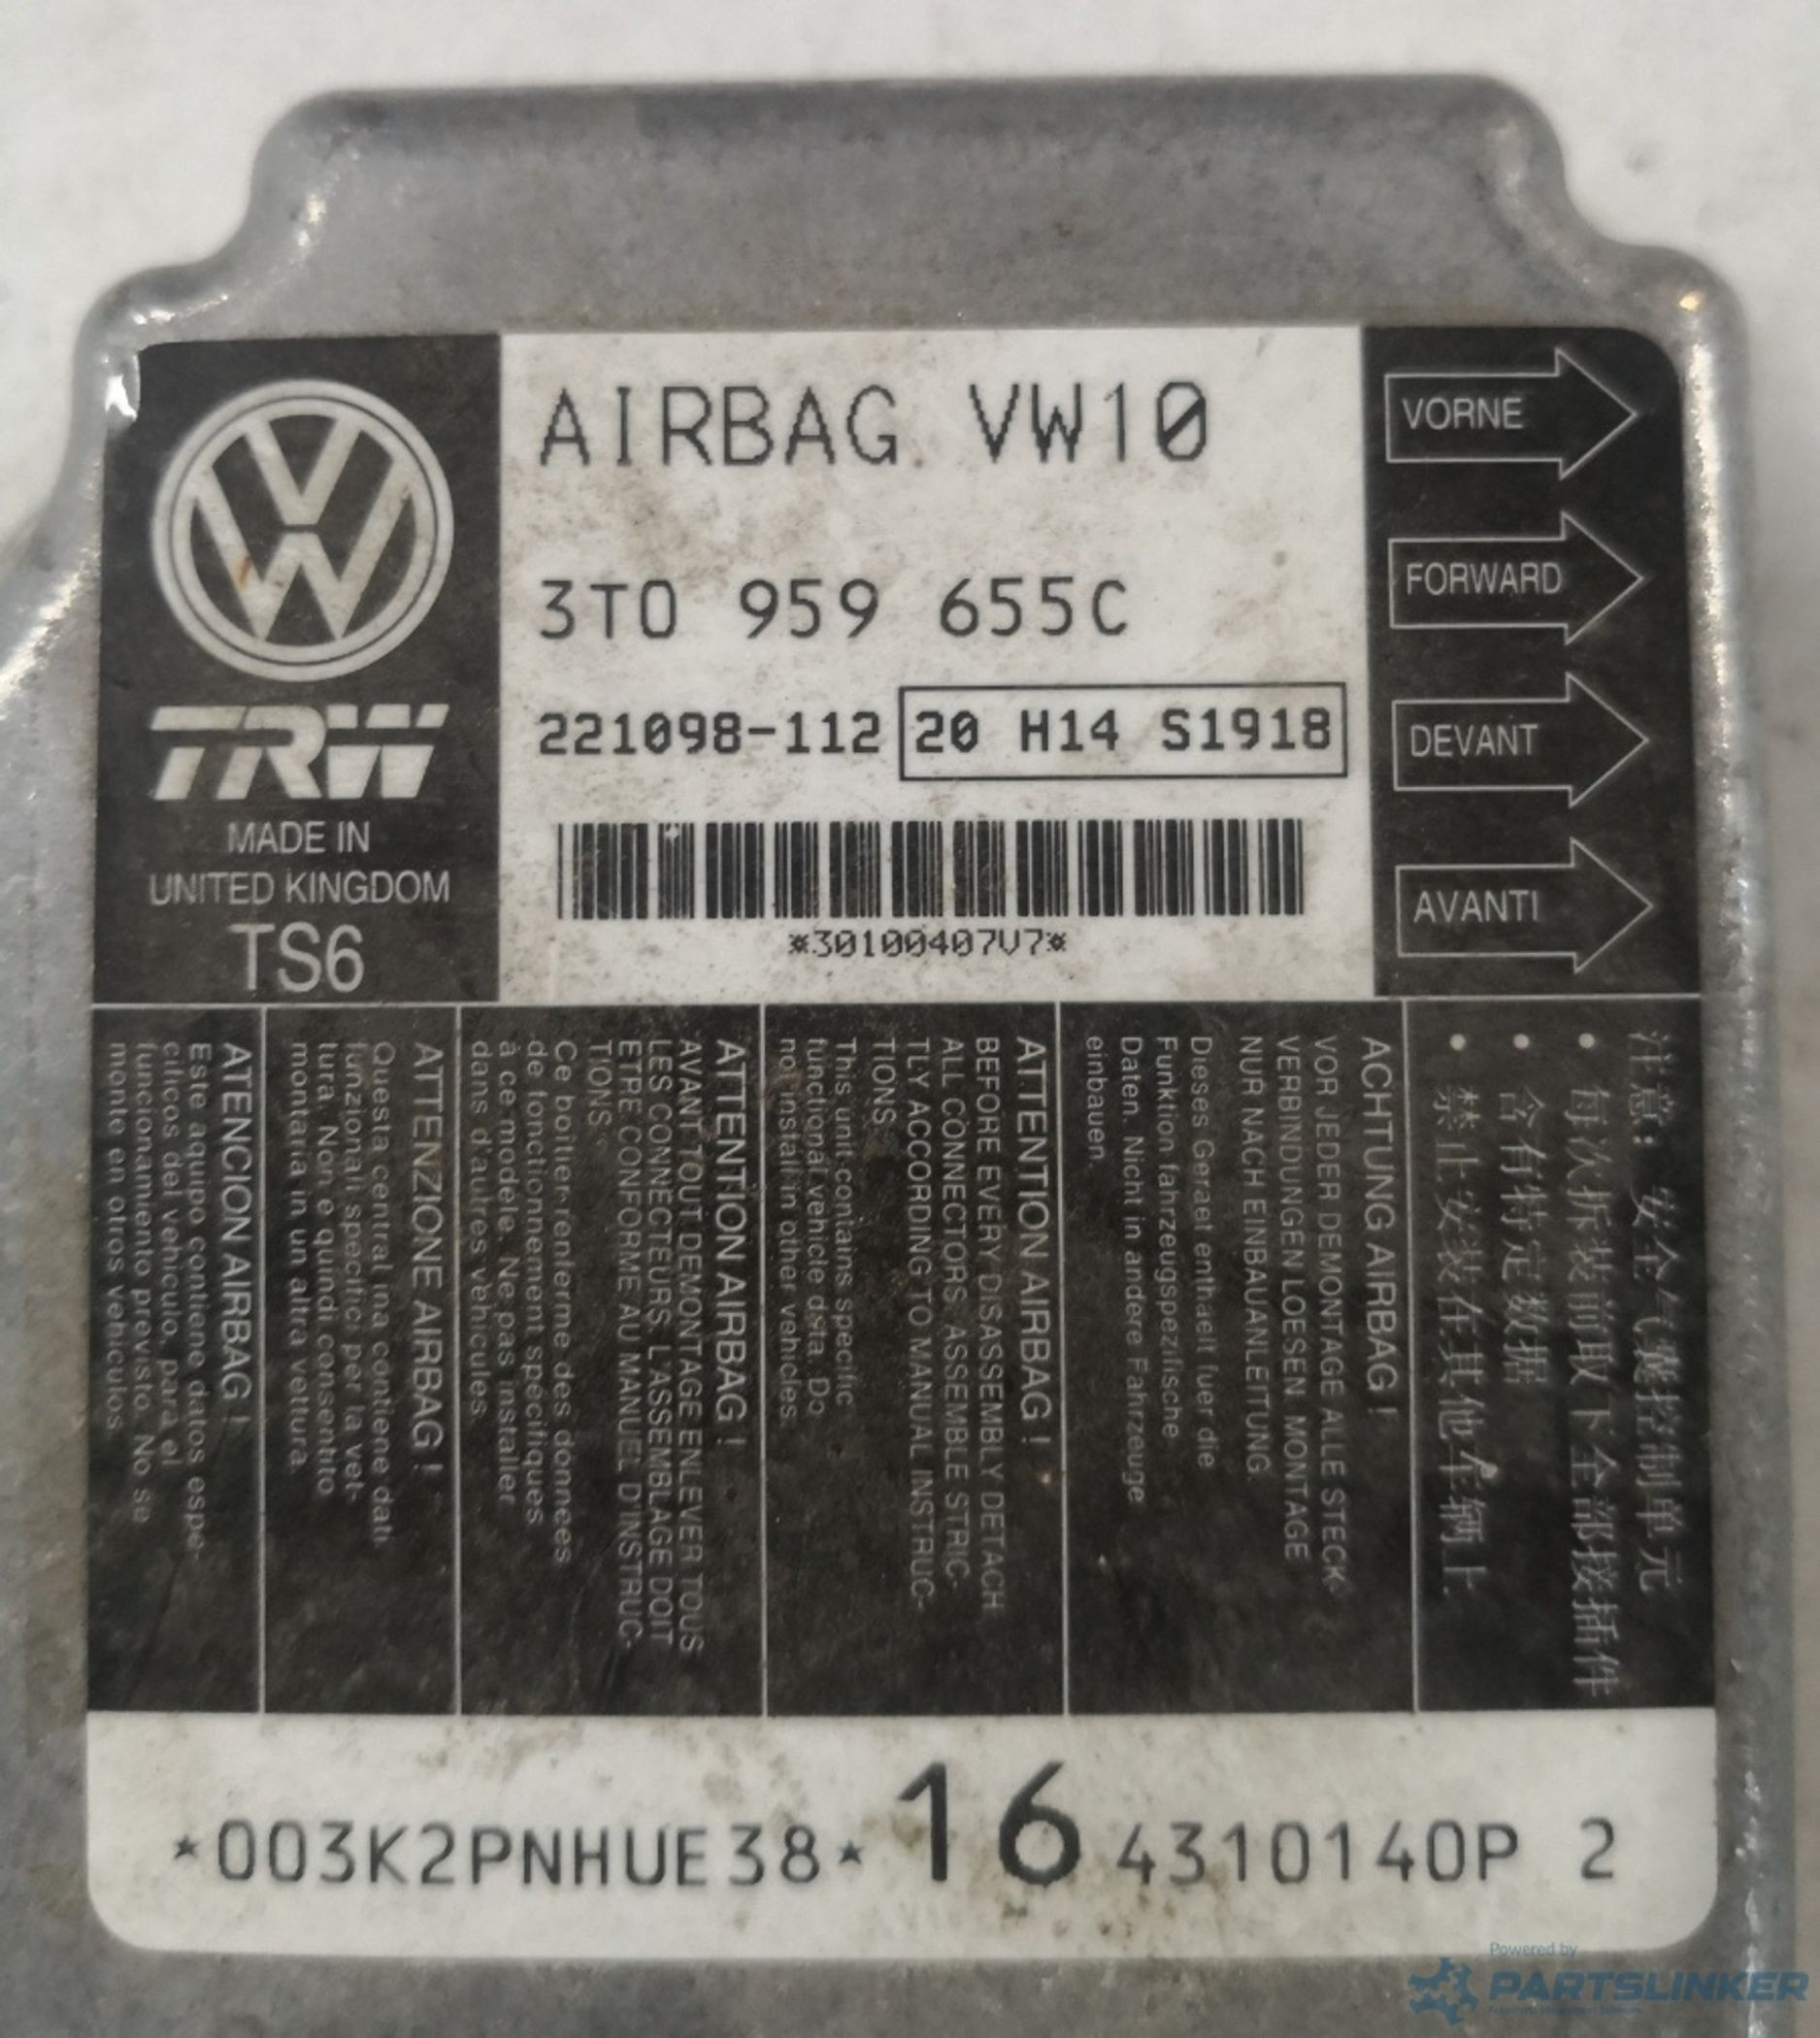 AIRBAG VW10
3T0 959 655C
221098-112 20 H14 S1918
*30100407V7*
TRW
MADE IN
UNITED KINGDOM
TS6
VORNE
FORWARD
DEVANT
AVANTI
注意: 安全气囊控制单元
• 每次拆装前取下全部接插件
• 含有特定数据
• 禁止安装在其他车辆上
ACHTUNG AIRBAG !
VOR JEDER DEMONTAGE ALLE STECK-
VERBINDUNGEN LOESEN. MONTAGE
NUR NACH EINBAUANLEITUNG
Dieses Geraet enthaelt fuer die
Funktion fahrzeugspezifische
Daten. Nicht in andere Fahrzeuge
einbauen.
ATTENTION AIRBAG !
BEFORE EVERY DISASSEMBLY DETACH
ALL CONNECTORS. ASSEMBLE STRIC-
TLY ACCORDING TO MANUAL INSTRUC-
TIONS
This unit contains specific
functional vehicle data. Do
no install in other vehicles.
ATTENTION AIRBAG !
AVANT TOUT DEMONTAGE ENLEVER TOUS
LES CONNECTEURS. L'ASSEMBLAGE DOIT
ETRE CONFORME AU MANUEL D'INSTRUC-
TIONS
Ce boitier renferme des donnees
de fonctionnement specifiques
à ce modele. Ne pas installer
dans d'autres vehicules.
ATTENZIONE AIRBAG !
Questa central ina contiene dati
funzionali specifici per la vet-
tura. Non è quindi consentito
montaria in un altra vettura.
ATENCION AIRBAG !
Este aquipo contiene datos espe-
cificos del vehiculo, para el
funcionamiento previsto. No se
monte en otros vehiculos
*003K2PNHUE38* 16 4310140P 2
Powered by
PARTSLINKER